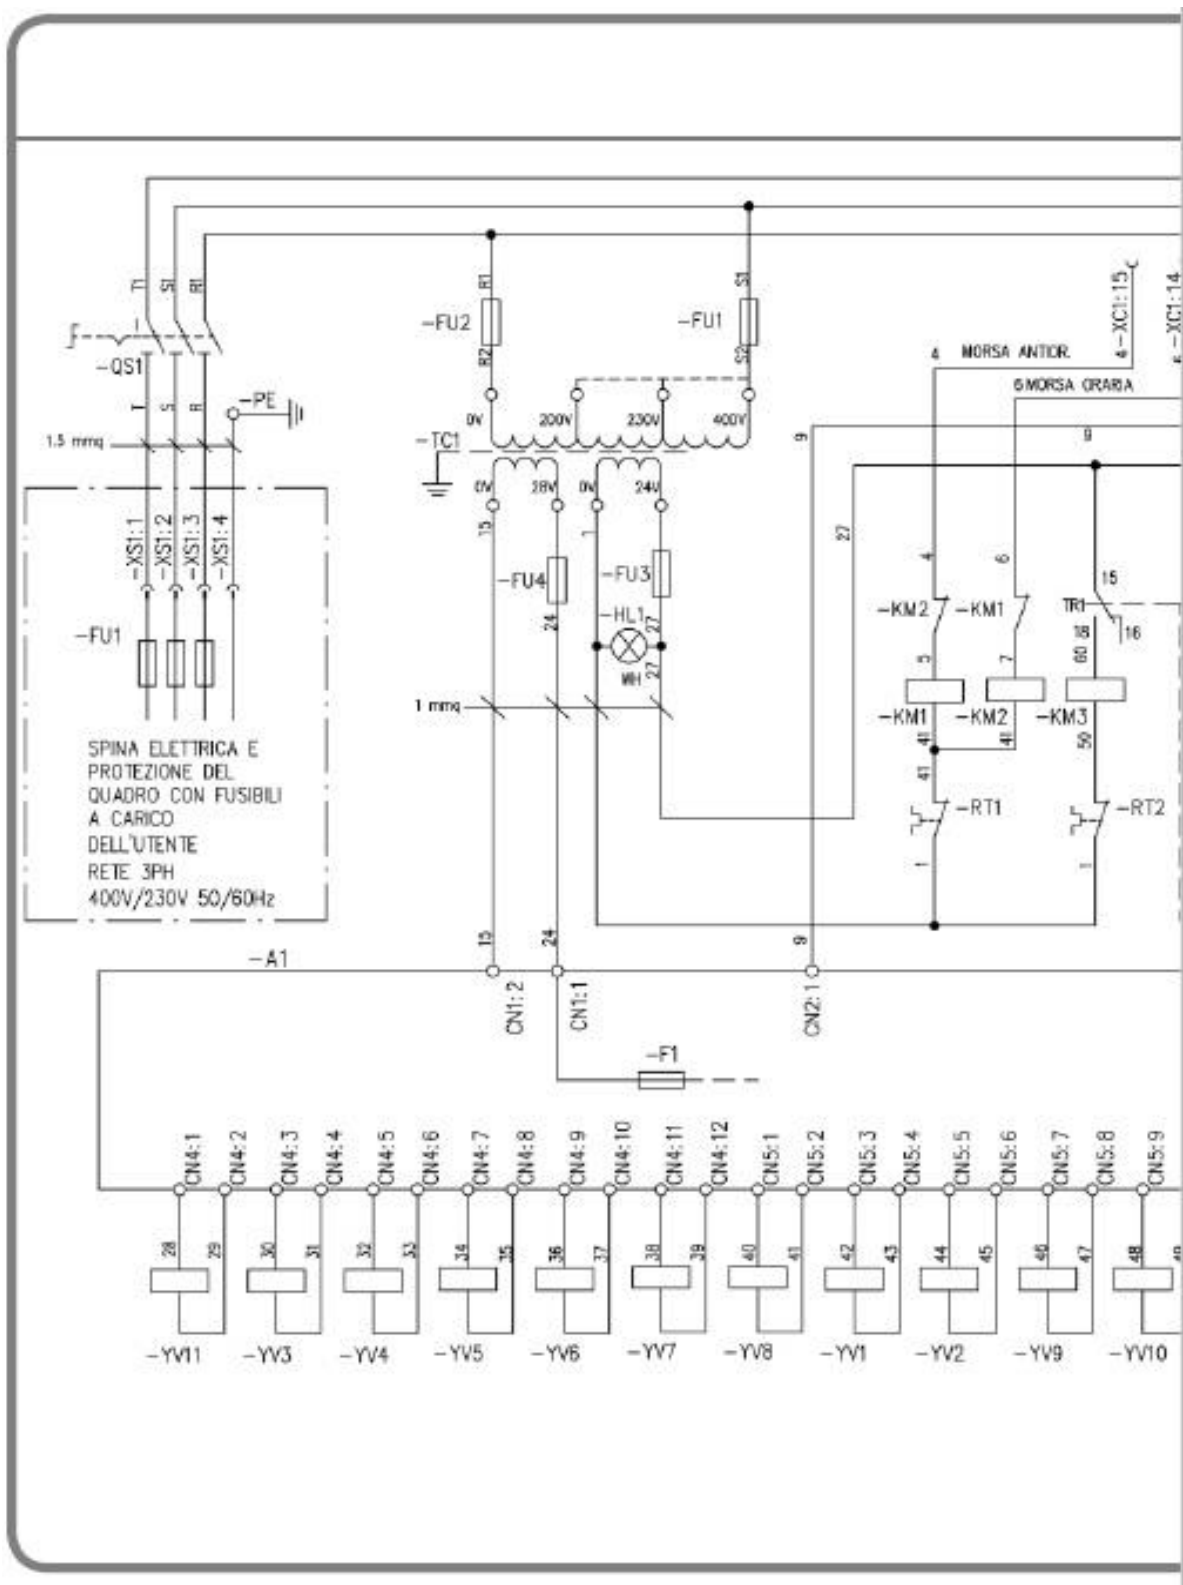 T1
S1
R1
-QS1
T
S
R
-PE
1.5 mmq
-XS1:1
-XS1:2
-XS1:3
-XS1:4
-FU1
SPINA ELETTRICA E
PROTEZIONE DEL
QUADRO CON FUSIBILI
A CARICO
DELL'UTENTE
RETE 3PH
400V/230V 50/60Hz
R1
-FU2
R2
S1
-FU1
S2
0V
200V
230V
400V
-TC1
0V
28V
0V
24V
15
1
-FU4
24
-FU3
-HL1
27
WH
27
1 mmq
27
9
4 MORSA ANTIOR.
6 MORSA ORARIA
4-XC1:15
-XC1:14
9
4
6
15
-KM2
-KM1
TR1
18
16
5
7
60
-KM1
-KM2
-KM3
41
41
50
41
-RT1
-RT2
1
1
15
24
9
-A1
CN1:2
CN1:1
CN2:1
-F1
CN4:1
CN4:2
CN4:3
CN4:4
CN4:5
CN4:6
CN4:7
CN4:8
CN4:9
CN4:10
CN4:11
CN4:12
CN5:1
CN5:2
CN5:3
CN5:4
CN5:5
CN5:6
CN5:7
CN5:8
CN5:9
28
29
30
31
32
33
34
35
36
37
38
39
40
41
42
43
44
45
46
47
48
49
-YV11
-YV3
-YV4
-YV5
-YV6
-YV7
-YV8
-YV1
-YV2
-YV9
-YV10